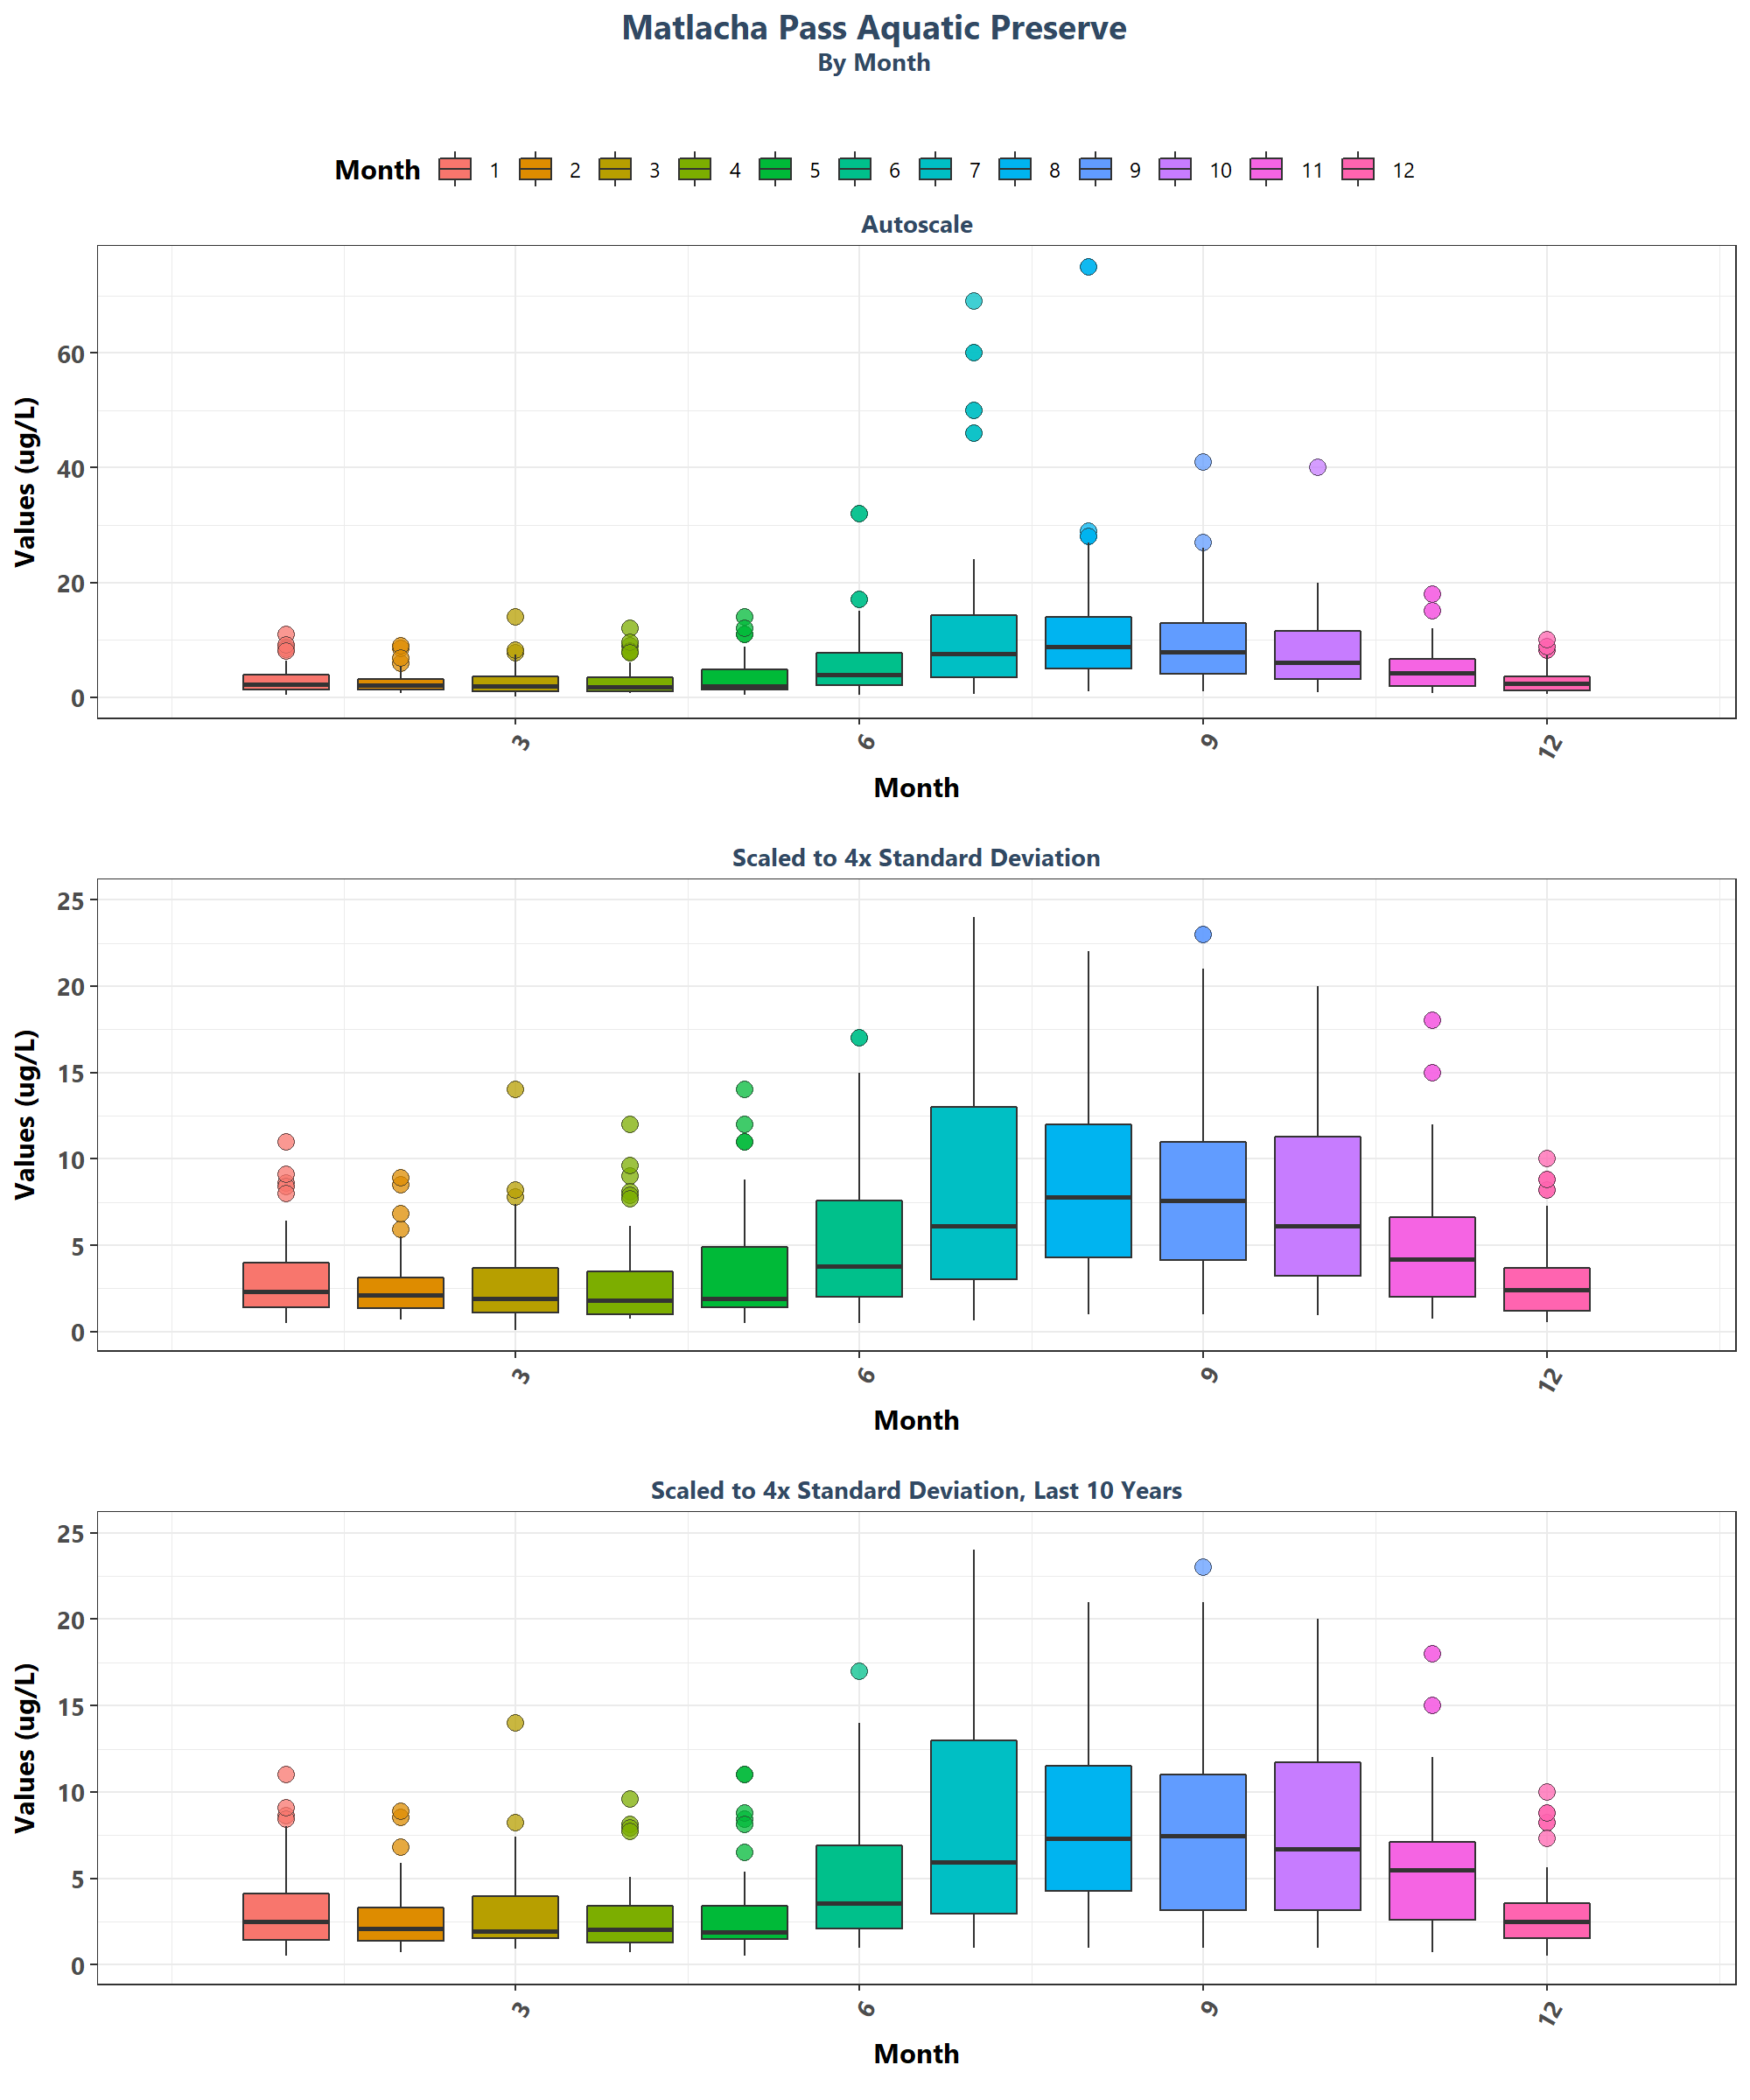 Matlacha Pass Aquatic Preserve
By Month
Month 1 2 3 4 5 6 7 8 9 10 11 12
Autoscale
Values (ug/L)
60
40
20
0
3 6 9 12
Month
Scaled to 4x Standard Deviation
Values (ug/L)
25
20
15
10
5
0
3 6 9 12
Month
Scaled to 4x Standard Deviation, Last 10 Years
Values (ug/L)
25
20
15
10
5
0
3 6 9 12
Month